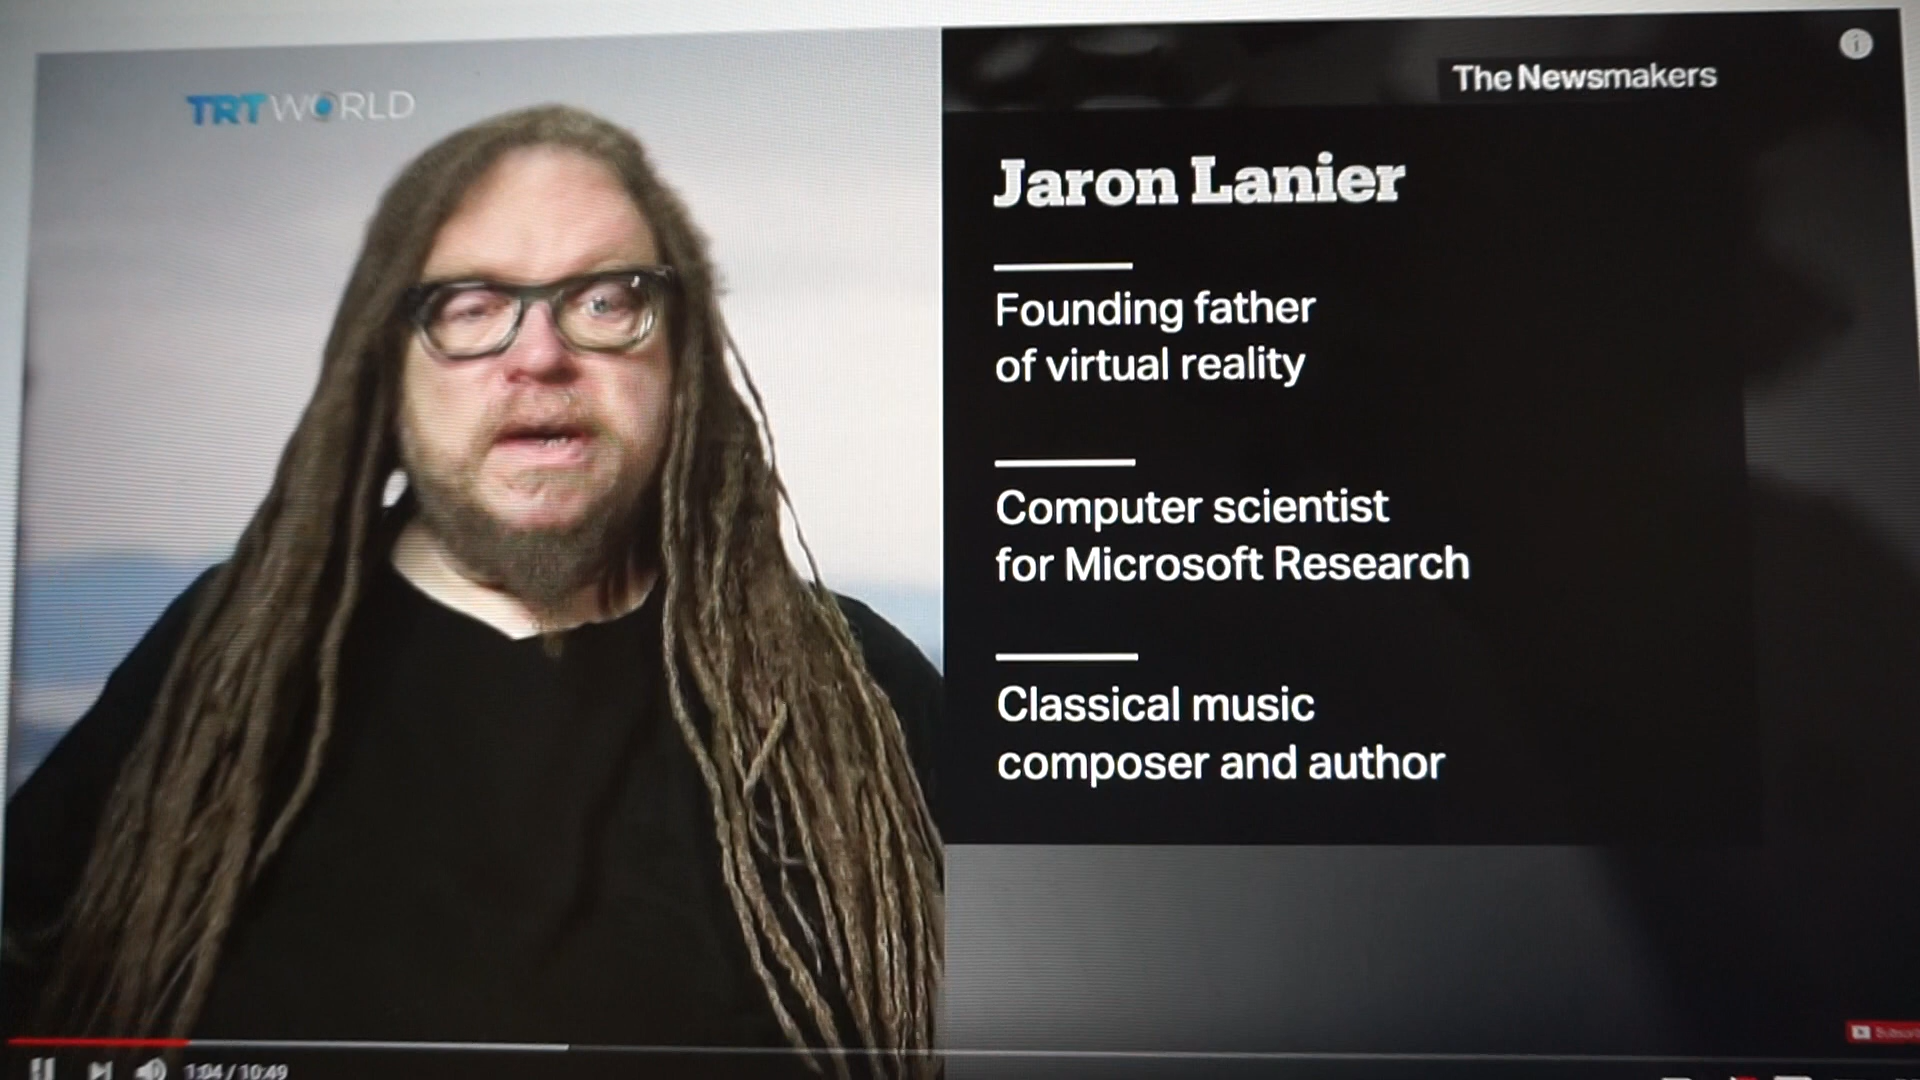 TRT WORLD
The Newsmakers
Jaron Lanier
Founding father
of virtual reality
Computer scientist
for Microsoft Research
Classical music
composer and author
1:04 / 10:49